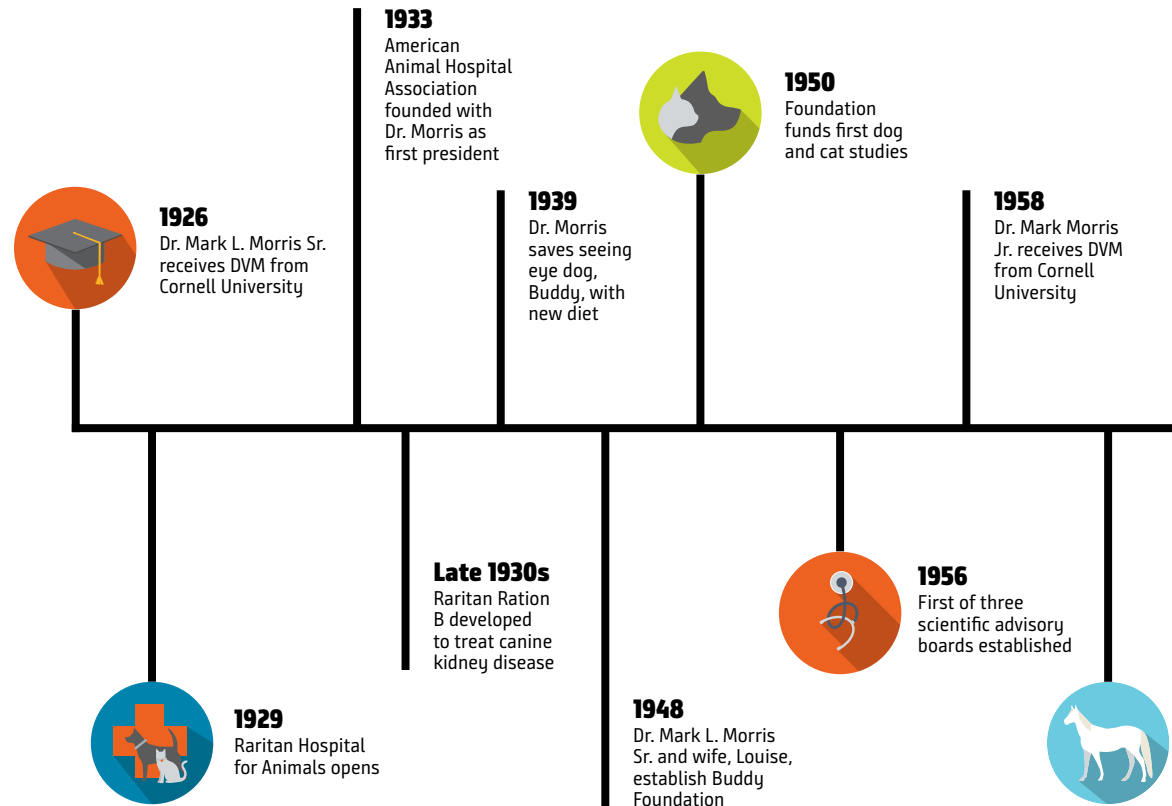 1933
American
Animal Hospital
Association
founded with
Dr. Morris as
first president
1950
Foundation
funds first dog
and cat studies
1926
Dr. Mark L. Morris Sr.
receives DVM from
Cornell University
1939
Dr. Morris
saves seeing
eye dog,
Buddy, with
new diet
1958
Dr. Mark Morris
Jr. receives DVM
from Cornell
University
Late 1930s
Raritan Ration
B developed
to treat canine
kidney disease
1956
First of three
scientific advisory
boards established
1929
Raritan Hospital
for Animals opens
1948
Dr. Mark L. Morris
Sr. and wife, Louise,
establish Buddy
Foundation